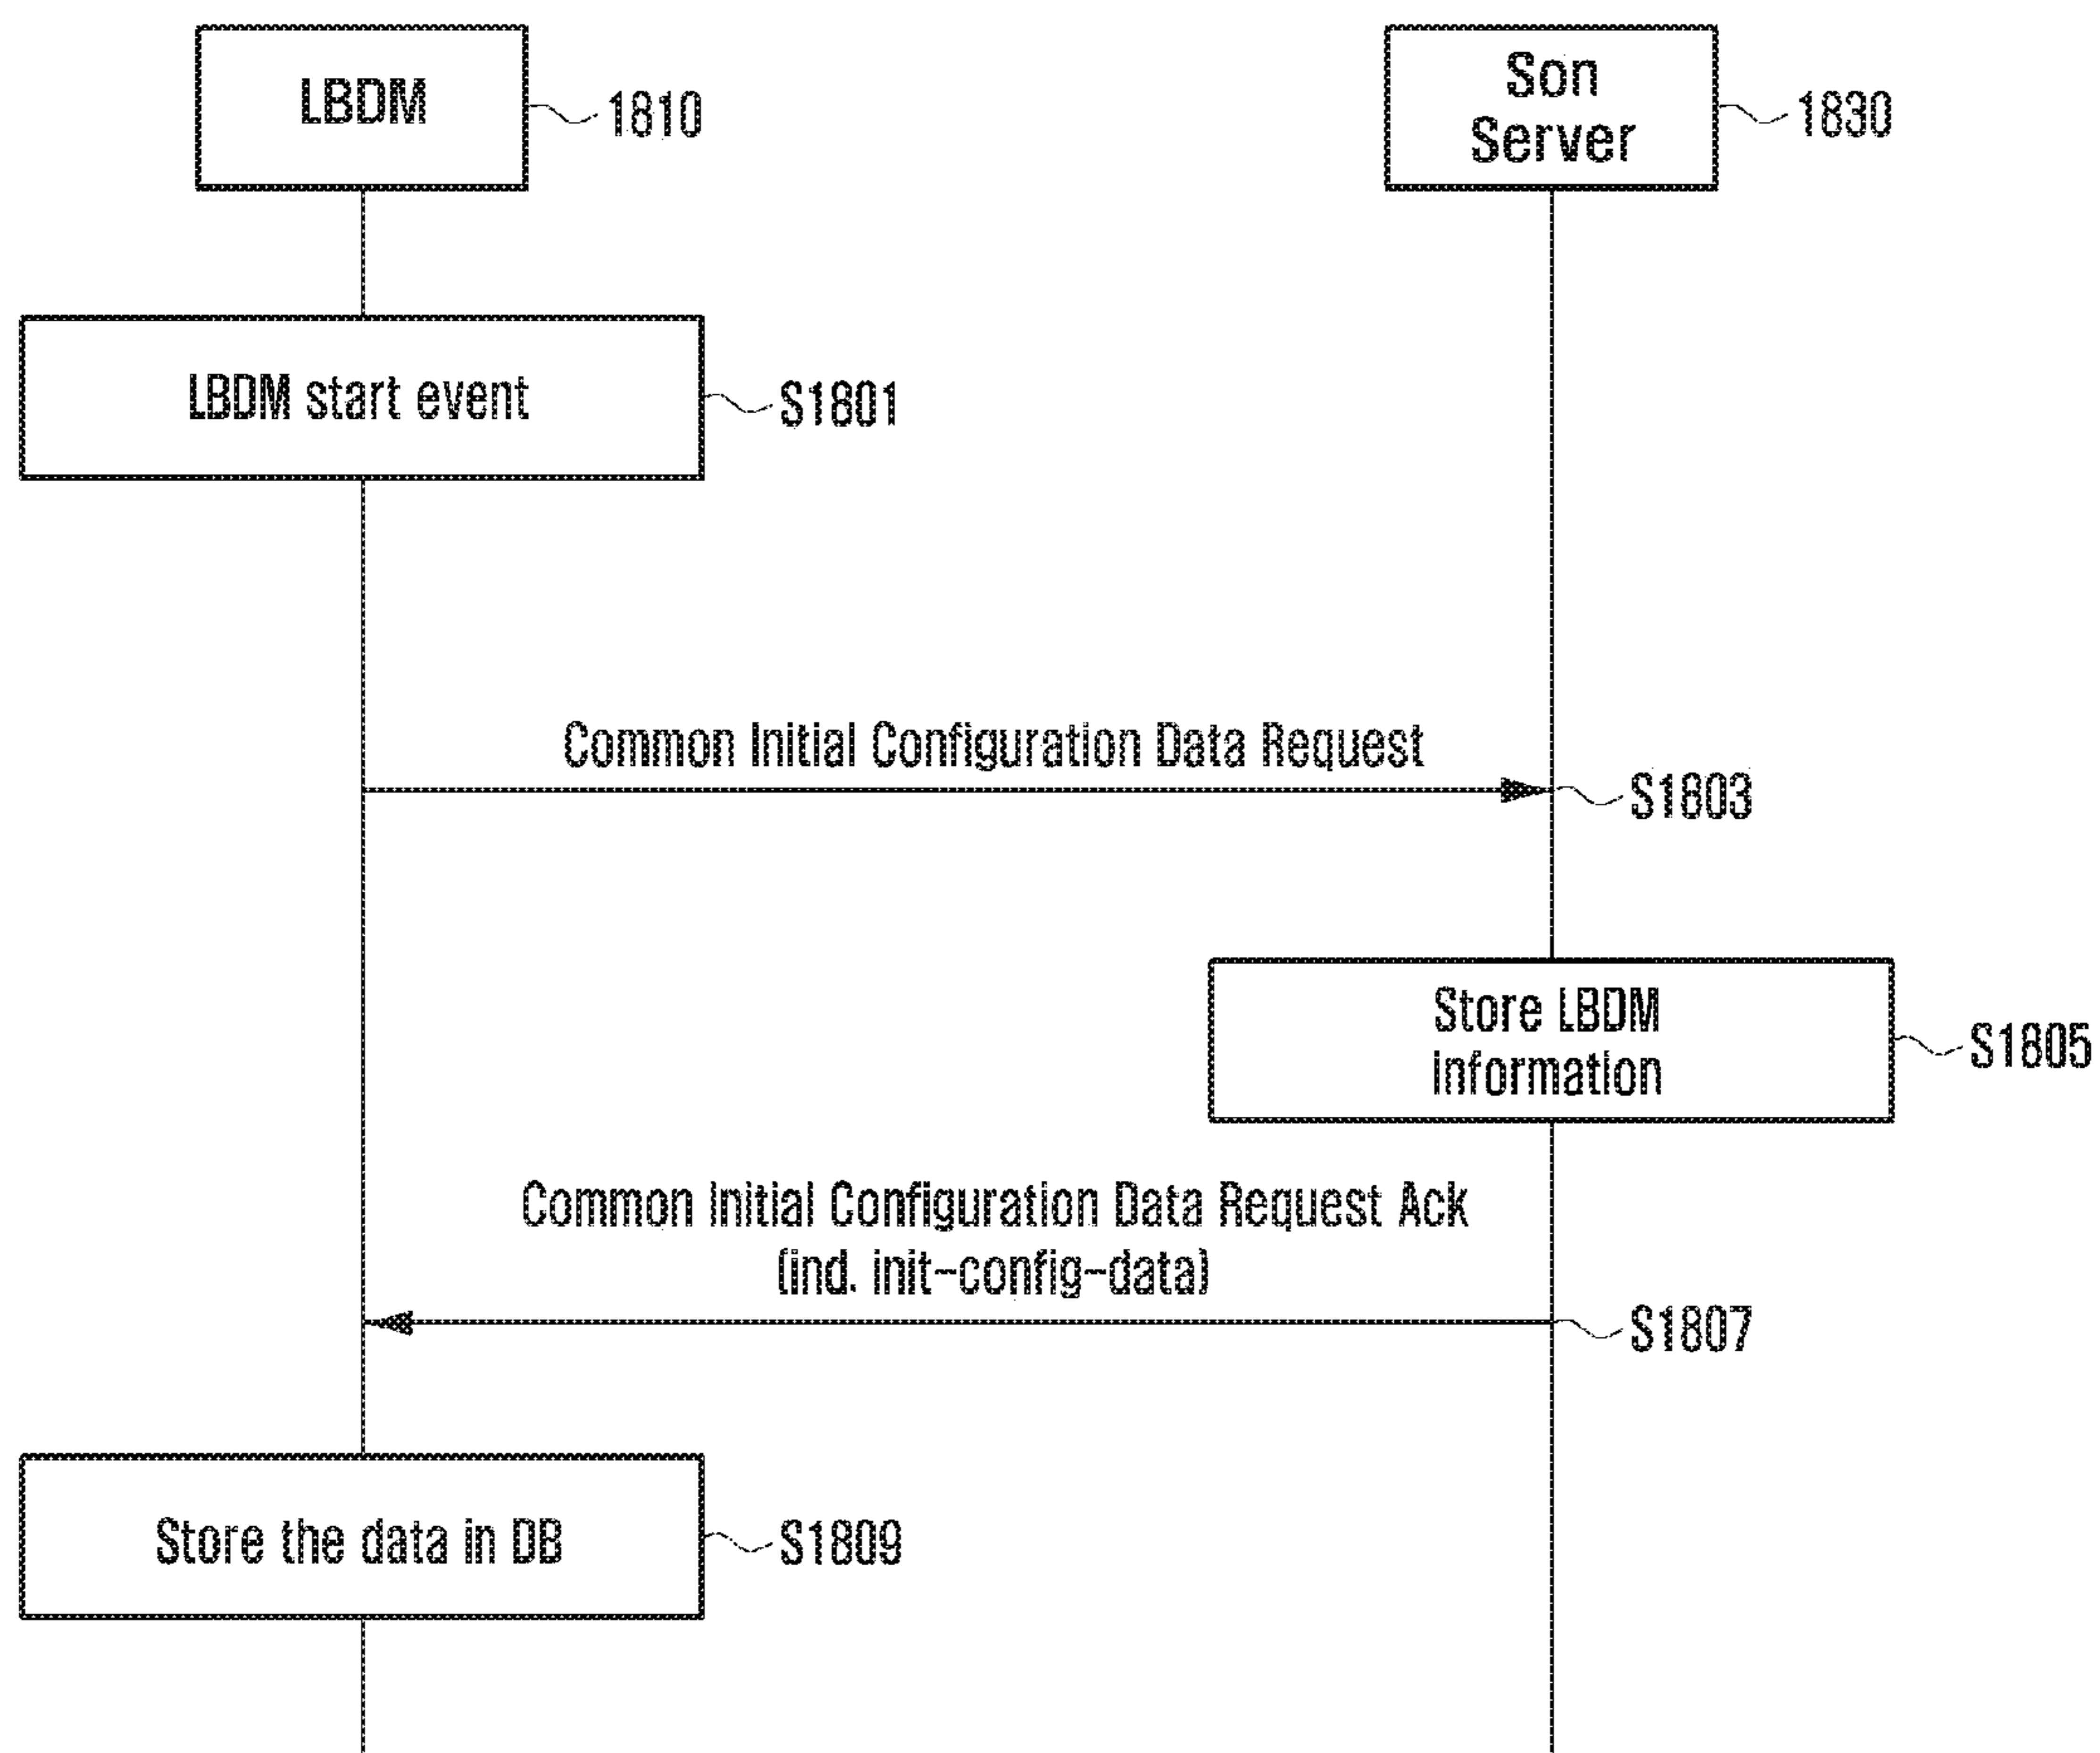 LBDM
1810
Son
Server
1830
LBDM start event
S1801
Common Initial Configuration Data Request
S1803
Store LBDM
information
S1805
Common Initial Configuration Data Request Ack
(ind. init-config-data)
S1807
Store the data in DB
S1809